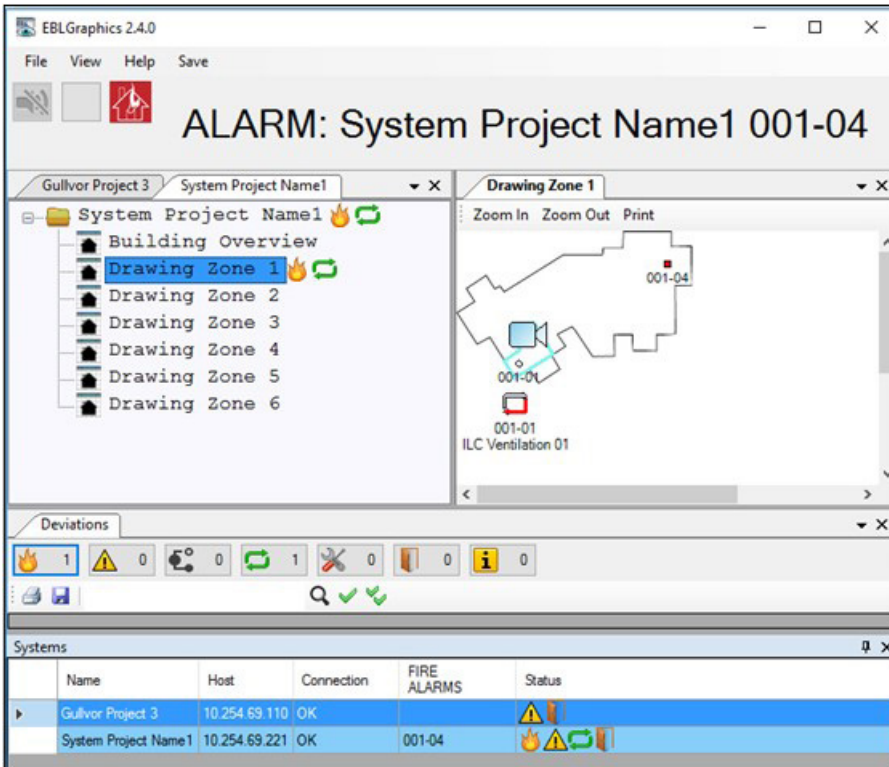 EBLGraphics 2.4.0
File View Help Save
ALARM: System Project Name1 001-04
Gullvor Project 3 System Project Name1
System Project Name1
Building Overview
Drawing Zone 1
Drawing Zone 2
Drawing Zone 3
Drawing Zone 4
Drawing Zone 5
Drawing Zone 6
Drawing Zone 1
Zoom In Zoom Out Print
001-04
001-01
001-01
ILC Ventilation 01
Deviations
1 0 0 1 0 0 0
Systems
Name Host Connection FIRE ALARMS Status
Gullvor Project 3 10.254.69.110 OK
System Project Name1 10.254.69.221 OK 001-04